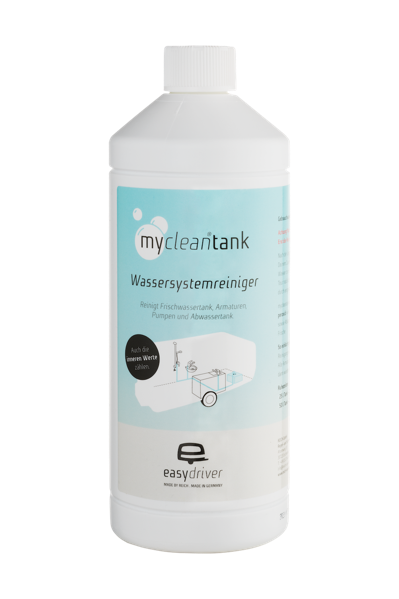 mycleantank®
Wassersystemreiniger
Reinigt Frischwassertank, Armaturen,
Pumpen und Abwassertank
Auch die
inneren Werte
zählen.
easydriver
MADE BY REICH . MADE IN GERMANY